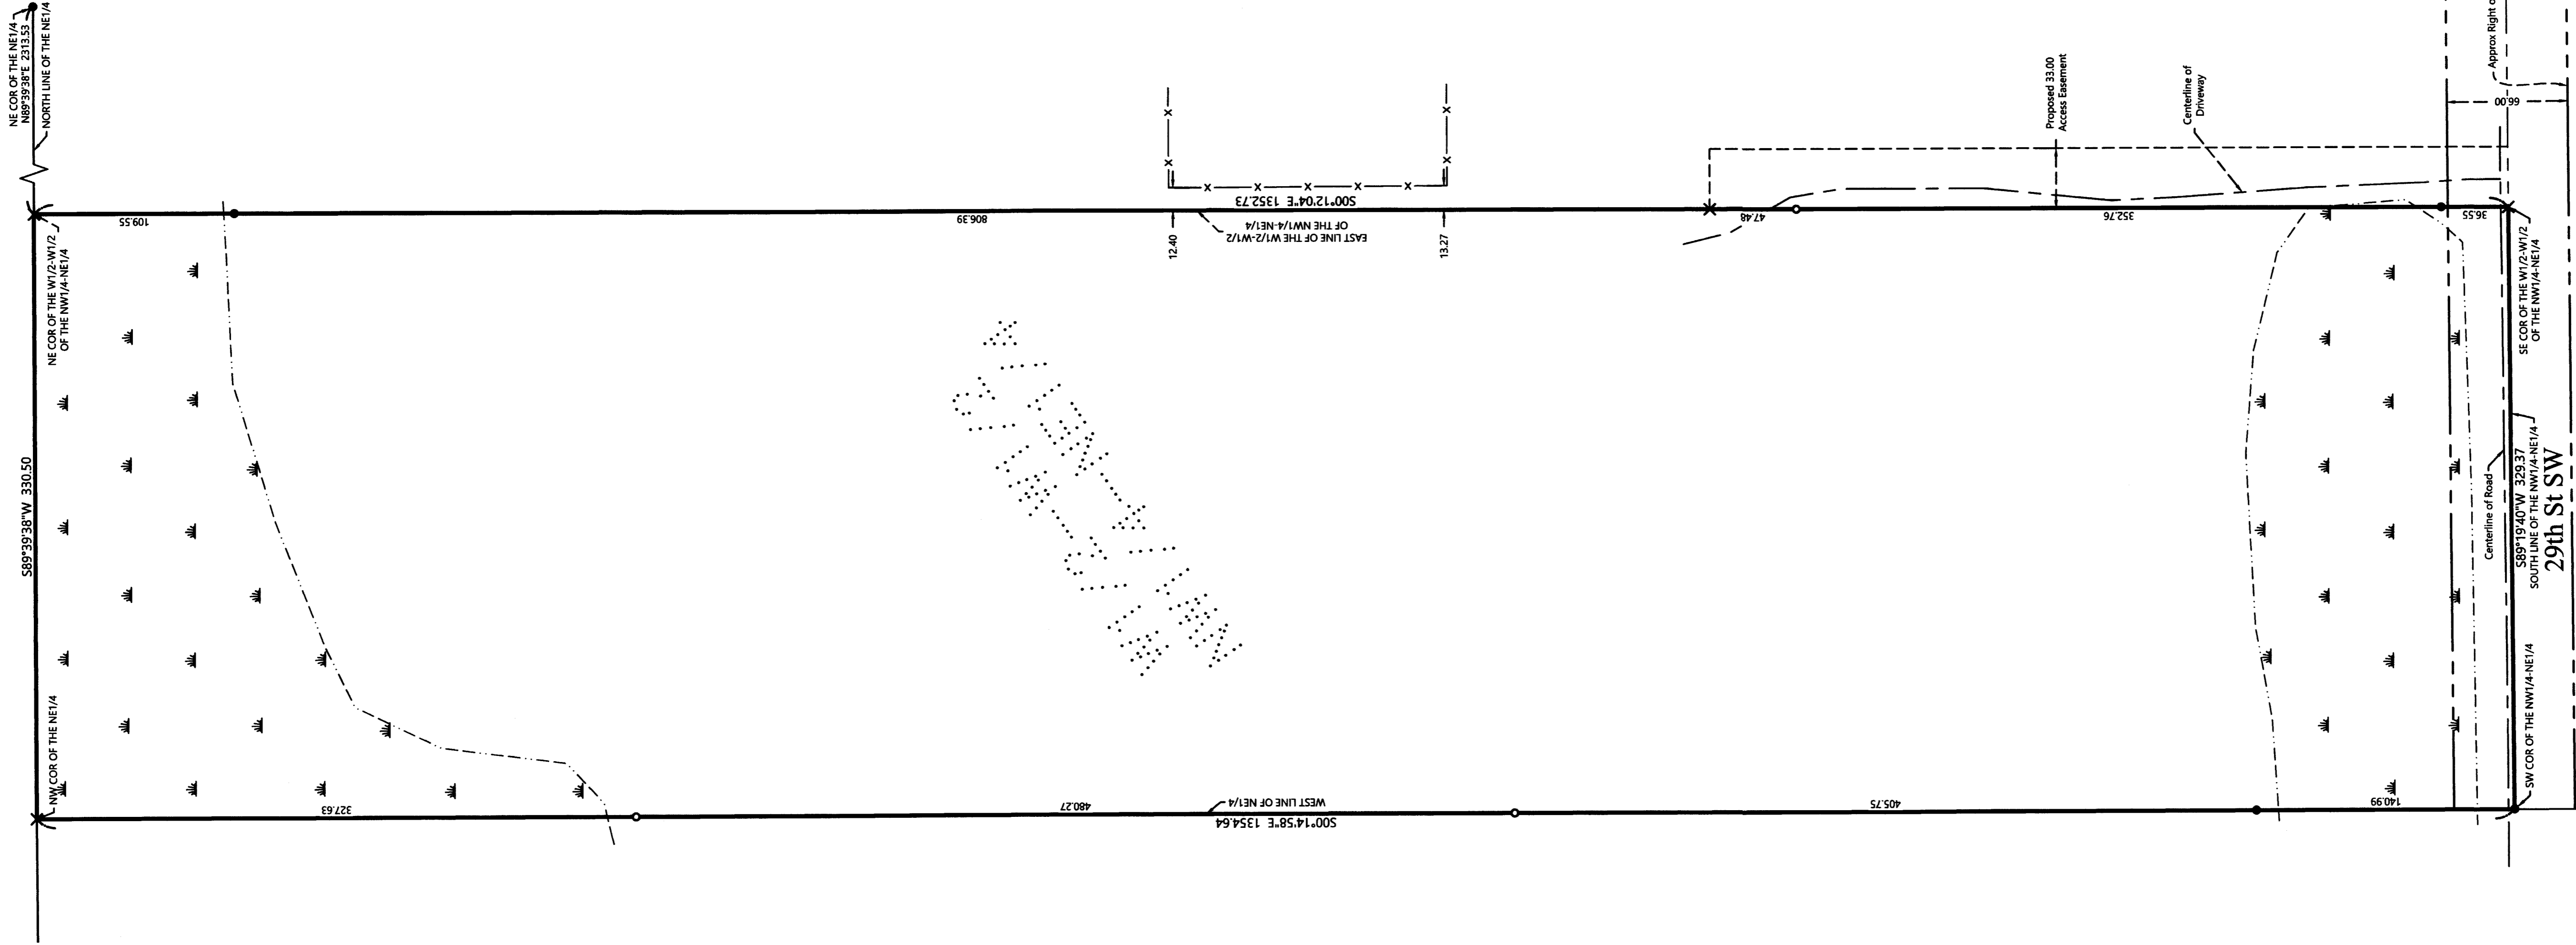 NE COR OF THE NE1/4
N89°39'38"E 2313.53
NORTH LINE OF THE NE1/4
S89°39'38"W 330.50
NW COR OF THE NE1/4
NE COR OF THE W1/2-W1/2
OF THE NW1/4-NE1/4
109.55
806.39
S00°12'04"E 1352.73
EAST LINE OF THE W1/2-W1/2
OF THE NW1/4-NE1/4
12.40
13.27
47.48
352.76
36.55
Proposed 33.00
Access Easement
Centerline of
Driveway
Approx Right o
66.00
327.63
480.27
WEST LINE OF NE1/4
S00°14'58"E 1354.64
405.75
140.99
SW COR OF THE NW1/4-NE1/4
SE COR OF THE W1/2-W1/2
OF THE NW1/4-NE1/4
Centerline of Road
S89°19'40"W 329.37
SOUTH LINE OF THE NW1/4-NE1/4
29th St SW